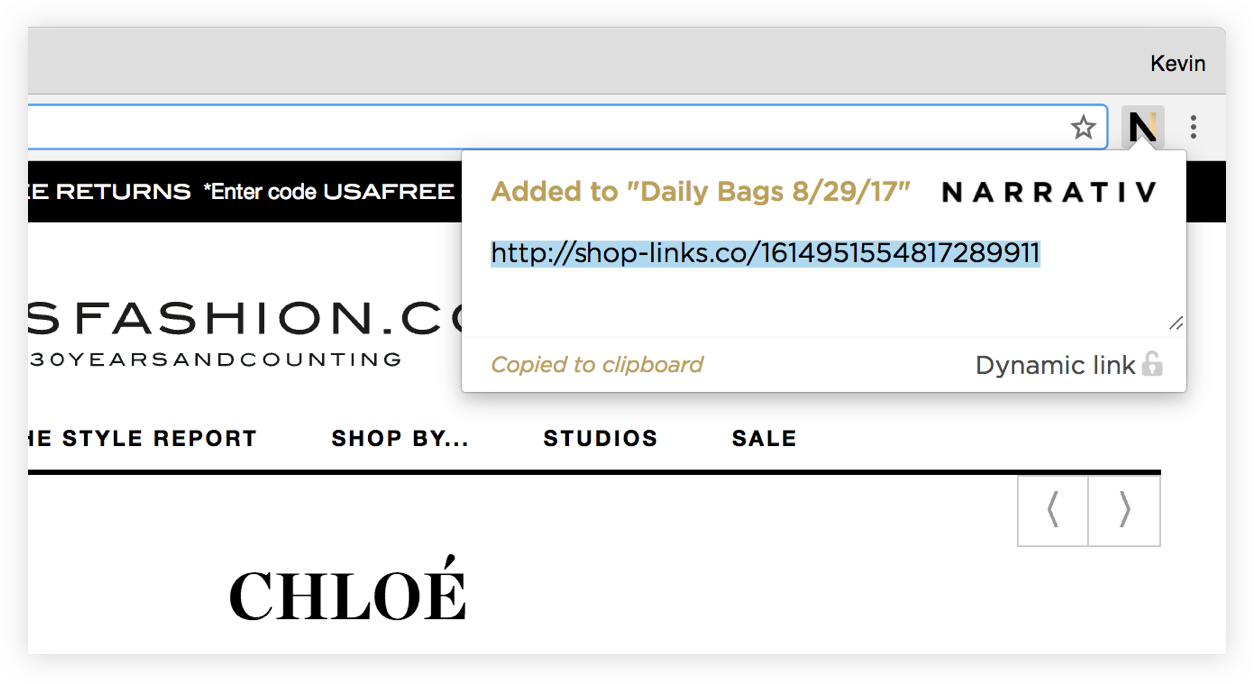 Kevin
N
EE RETURNS *Enter code USAFREE
Added to "Daily Bags 8/29/17" NARRATIV
http://shop-links.co/1614951554817289911
Copied to clipboard Dynamic link
SFASHION.CO
30YEARSANDCOUNTING
HE STYLE REPORT SHOP BY... STUDIOS SALE
CHLOÉ